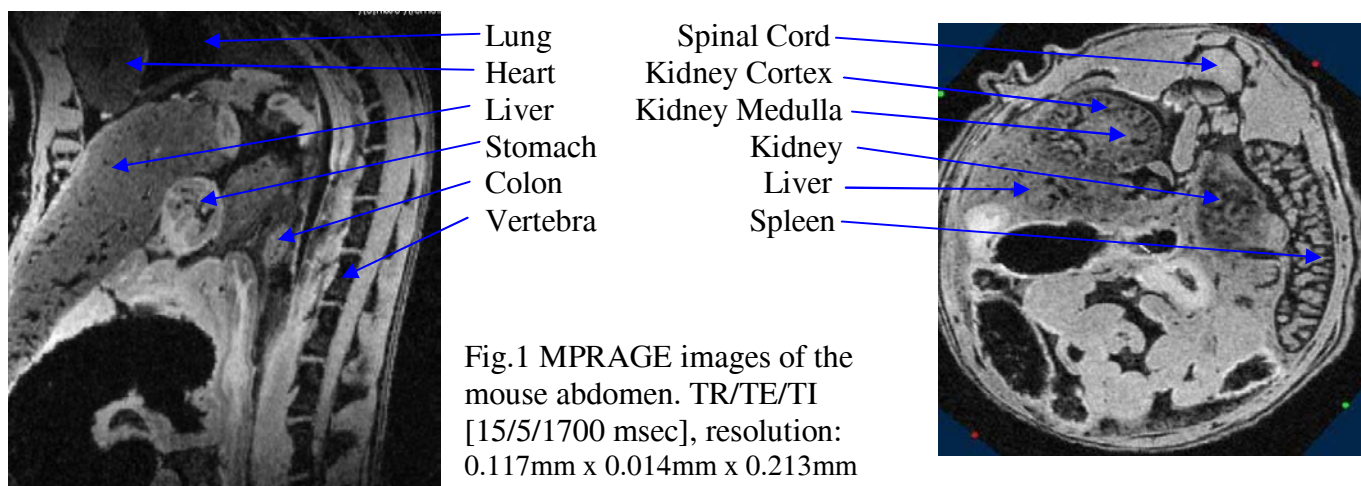 Lung
Heart
Liver
Stomach
Colon
Vertebra
Spinal Cord
Kidney Cortex
Kidney Medulla
Kidney
Liver
Spleen
Fig.1 MPRAGE images of the
mouse abdomen. TR/TE/TI
[15/5/1700 msec], resolution:
0.117mm x 0.014mm x 0.213mm